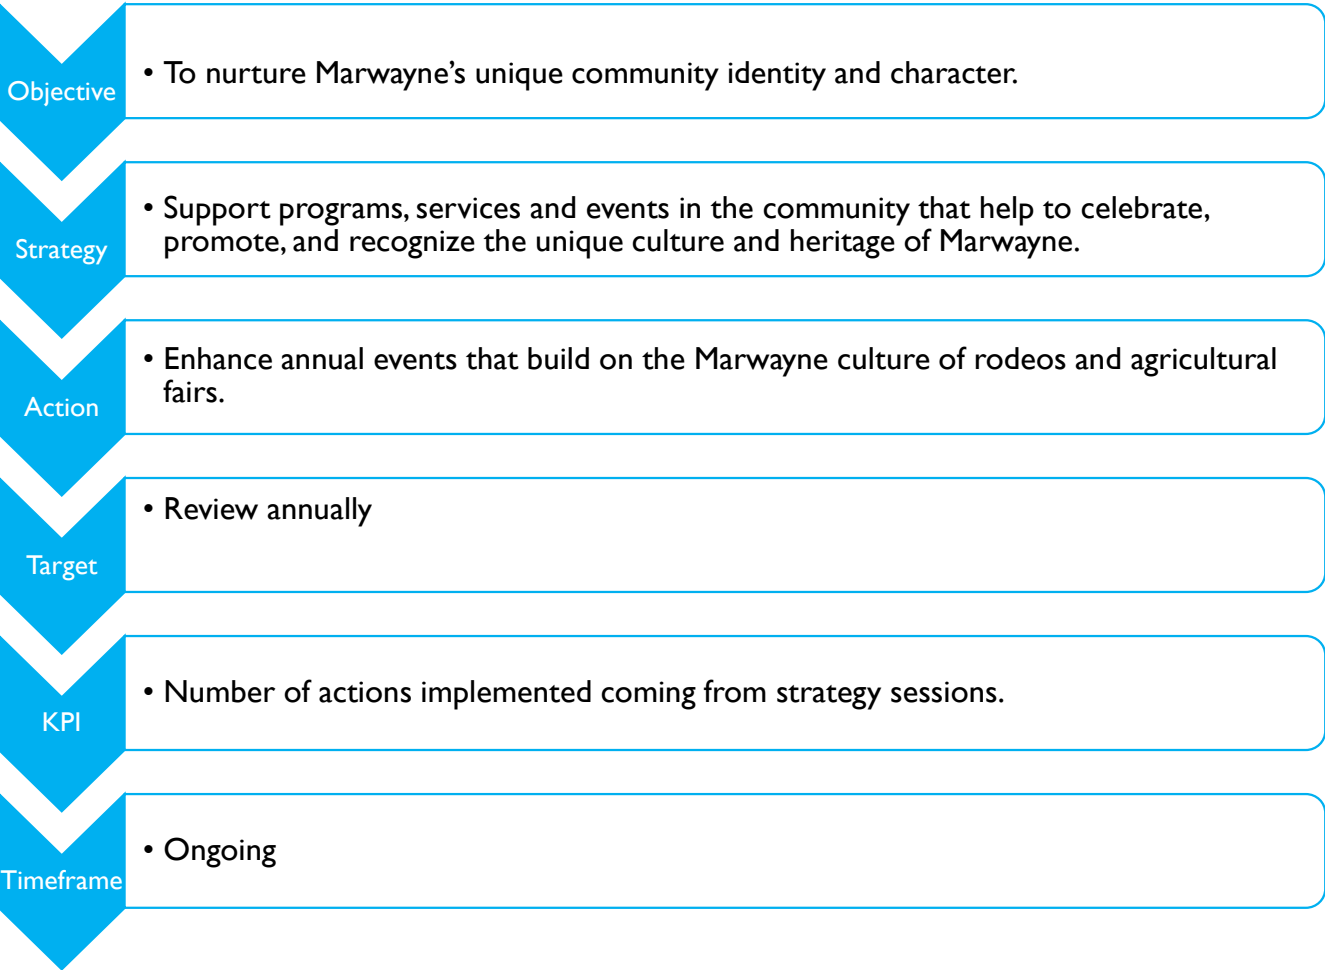 Objective
• To nurture Marwayne’s unique community identity and character.
Strategy
• Support programs, services and events in the community that help to celebrate,
promote, and recognize the unique culture and heritage of Marwayne.
Action
• Enhance annual events that build on the Marwayne culture of rodeos and agricultural
fairs.
Target
• Review annually
KPI
• Number of actions implemented coming from strategy sessions.
Timeframe
• Ongoing